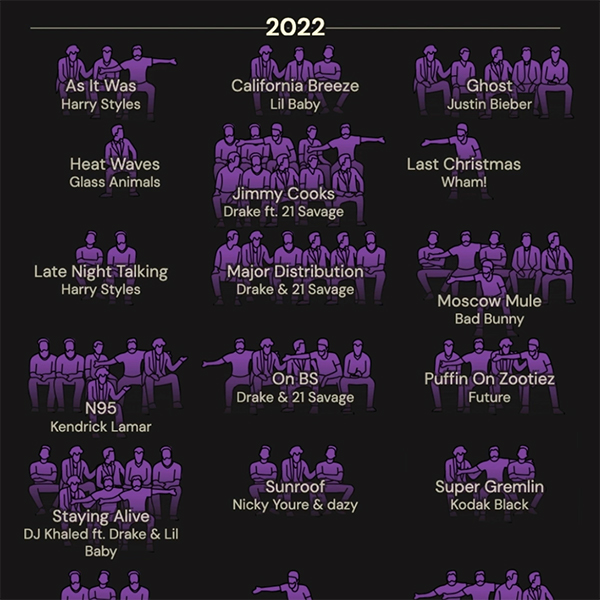 2022
As It Was
Harry Styles
California Breeze
Lil Baby
Ghost
Justin Bieber
Heat Waves
Glass Animals
Jimmy Cooks
Drake ft. 21 Savage
Last Christmas
Wham!
Late Night Talking
Harry Styles
Major Distribution
Drake & 21 Savage
Moscow Mule
Bad Bunny
N95
Kendrick Lamar
On BS
Drake & 21 Savage
Puffin On Zootiez
Future
Staying Alive
DJ Khaled ft. Drake & Lil
Baby
Sunroof
Nicky Youre & dazy
Super Gremlin
Kodak Black